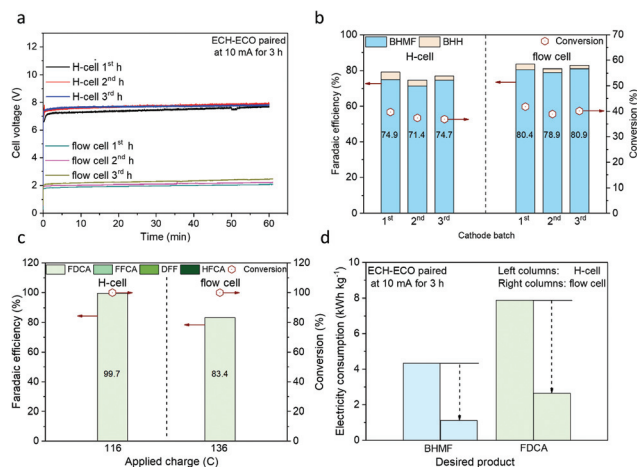 a
ECH-ECO paired
at 10 mA for 3 h
H-cell 1st h
H-cell 2nd h
H-cell 3rd h
flow cell 1st h
flow cell 2nd h
flow cell 3rd h
Cell voltage (V)
12
10
8
6
4
2
0
0 10 20 30 40 50 60
Time (min)
b
BHMF BHH Conversion
H-cell flow cell
Faradaic efficiency (%)
100
80
60
40
20
0
74.9 71.4 74.7 80.4 78.9 80.9
70
60
50
40
30
20
10
0
Conversion (%)
1st 2nd 3rd 1st 2nd 3rd
Cathode batch
c
FDCA FFCA DFF HFCA Conversion
H-cell flow cell
Faradaic efficiency (%)
120
100
80
60
40
20
0
99.7 83.4
120
100
80
60
40
20
0
Conversion (%)
116 136
Applied charge (C)
d
ECH-ECO paired
at 10 mA for 3 h
Left columns: H-cell
Right columns: flow cell
Electricity consumption (kWh kg-1)
12
10
8
6
4
2
0
BHMF FDCA
Desired product